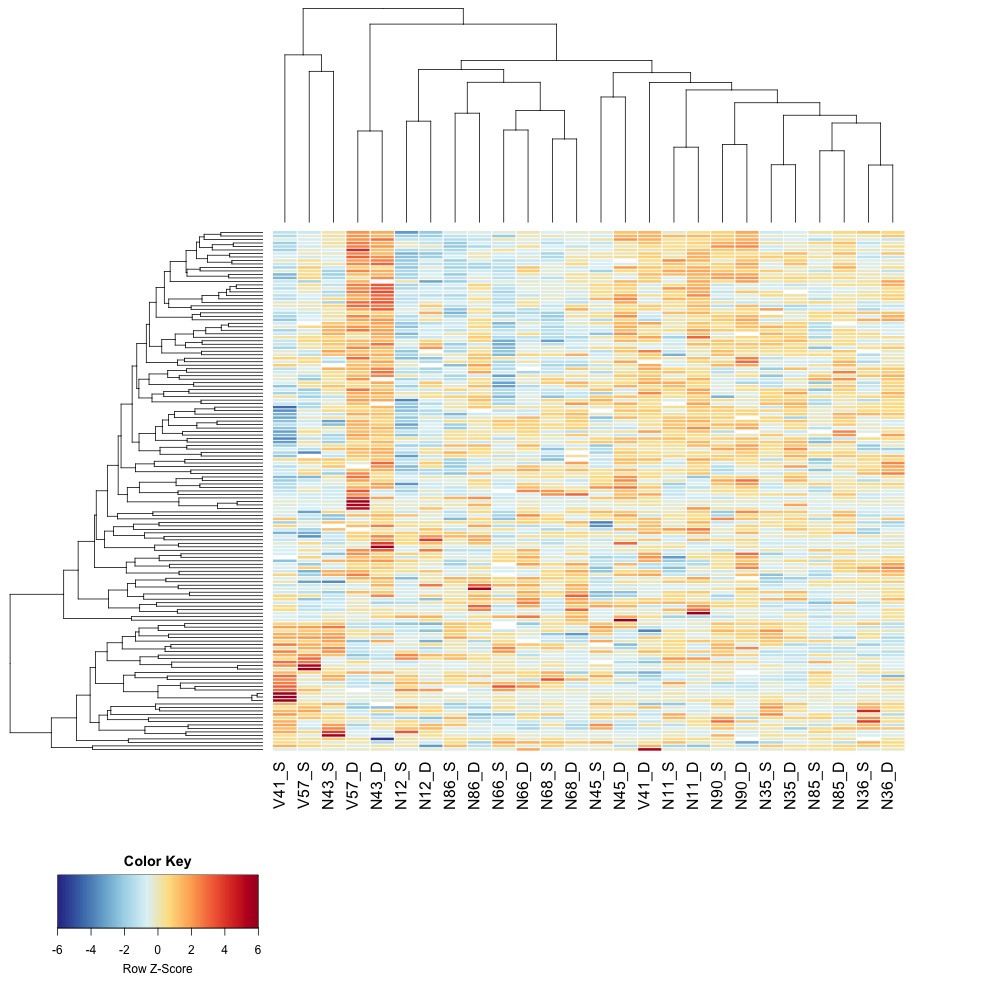 V41_S V57_S N43_S V57_D N43_D N12_S N12_D N86_S N86_D N66_S N66_D N68_S N68_D N45_S N45_D V41_D N11_S N11_D N90_S N90_D N35_S N35_D N85_S N85_D N36_S N36_D
Color Key
-6 -4 -2 0 2 4 6
Row Z-Score